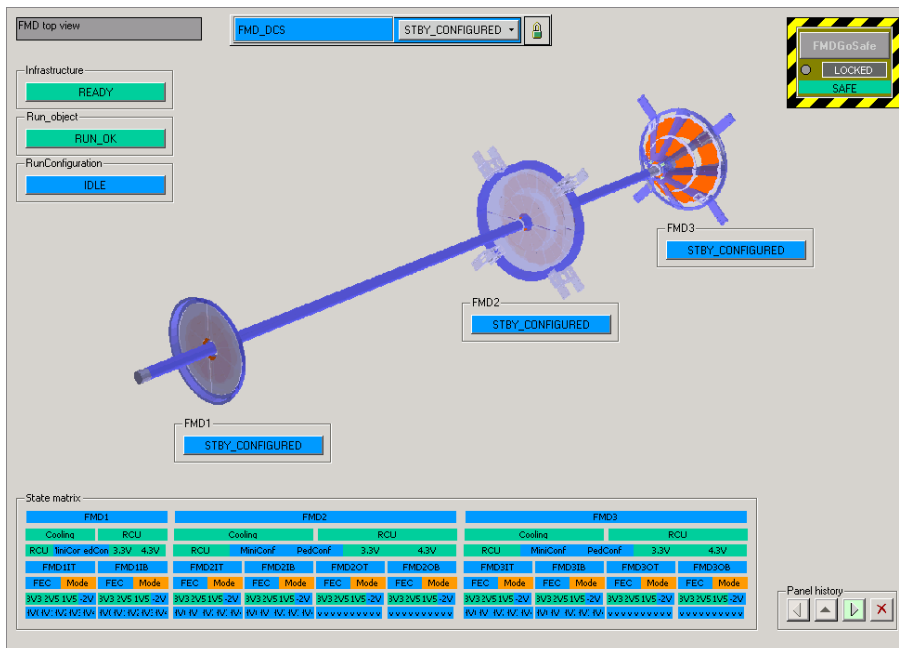 FMD top view
FMD_DCS STBY_CONFIGURED
FMDGoSafe
LOCKED
SAFE
Infrastructure
READY
Run_object
RUN_OK
RunConfiguration
IDLE
FMD3
STBY_CONFIGURED
FMD2
STBY_CONFIGURED
FMD1
STBY_CONFIGURED
State matrix
FMD1 FMD2 FMD3
Cooling RCU Cooling RCU Cooling RCU
RCU 3.3V 4.3V RCU MiniConf PedConf 3.3V 4.3V RCU MiniConf PedConf 3.3V 4.3V
FMD1IT FMD1IB FMD2IT FMD2IB FMD2OT FMD2OB FMD3IT FMD3IB FMD3OT FMD3OB
FEC Mode FEC Mode FEC Mode FEC Mode FEC Mode FEC Mode FEC Mode FEC Mode FEC Mode FEC Mode
Panel history